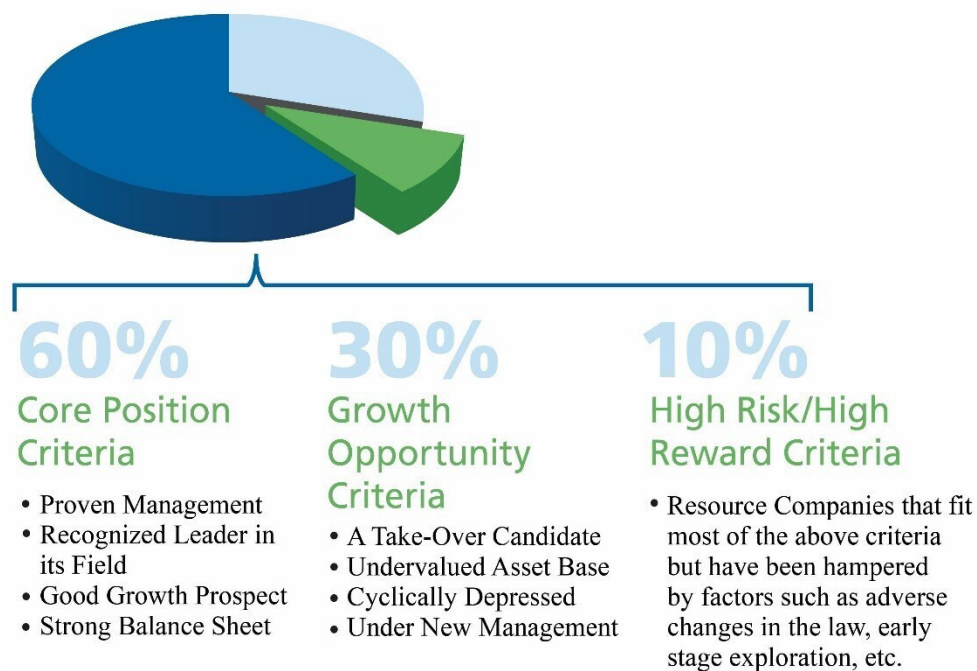 60%
Core Position
Criteria
• Proven Management
• Recognized Leader in
its Field
• Good Growth Prospect
• Strong Balance Sheet
30%
Growth
Opportunity
Criteria
• A Take-Over Candidate
• Undervalued Asset Base
• Cyclically Depressed
• Under New Management
10%
High Risk/High
Reward Criteria
• Resource Companies that fit
most of the above criteria
but have been hampered
by factors such as adverse
changes in the law, early
stage exploration, etc.